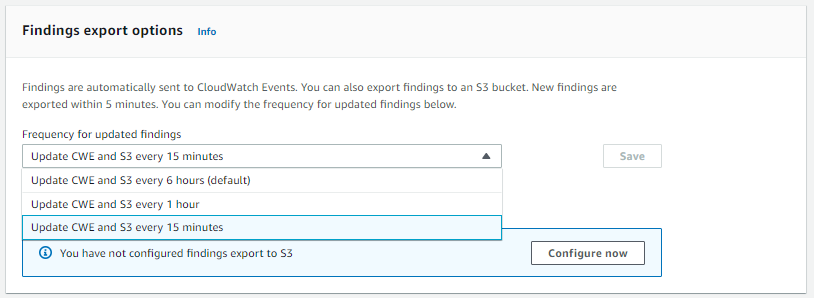 Findings export options Info
Findings are automatically sent to CloudWatch Events. You can also export findings to an S3 bucket. New findings are
exported within 5 minutes. You can modify the frequency for updated findings below.
Frequency for updated findings
Update CWE and S3 every 15 minutes
Save
Update CWE and S3 every 6 hours (default)
Update CWE and S3 every 1 hour
Update CWE and S3 every 15 minutes
You have not configured findings export to S3
Configure now